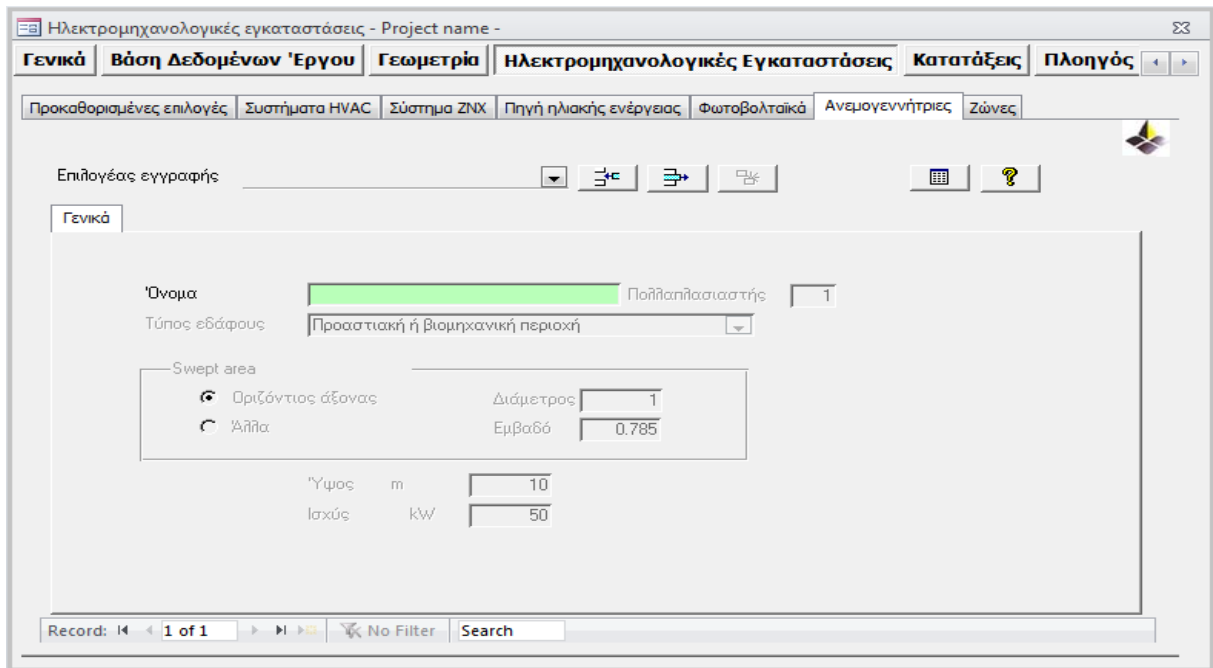 Ηλεκτρομηχανολογικές εγκαταστάσεις - Project name -
Γενικά Βάση Δεδομένων 'Εργου Γεωμετρία Ηλεκτρομηχανολογικές Εγκαταστάσεις Κατατάξεις Πλοηγός
Προκαθορισμένες επιλογές Συστήματα HVAC Σύστημα ΖΝΧ Πηγή ηλιακής ενέργειας Φωτοβολταϊκά Ανεμογεννήτριες Ζώνες
Επιλογέας εγγραφής
Γενικά
'Όνομα Πολλαπλασιαστής 1
Τύπος εδάφους Προαστιακή ή βιομηχανική περιοχή
Swept area
Οριζόντιος άξονας Διάμετρος 1
Άλλα Εμβαδό 0.785
'Ύψος m 10
Ισχύς kW 50
Record: 1 of 1 No Filter Search